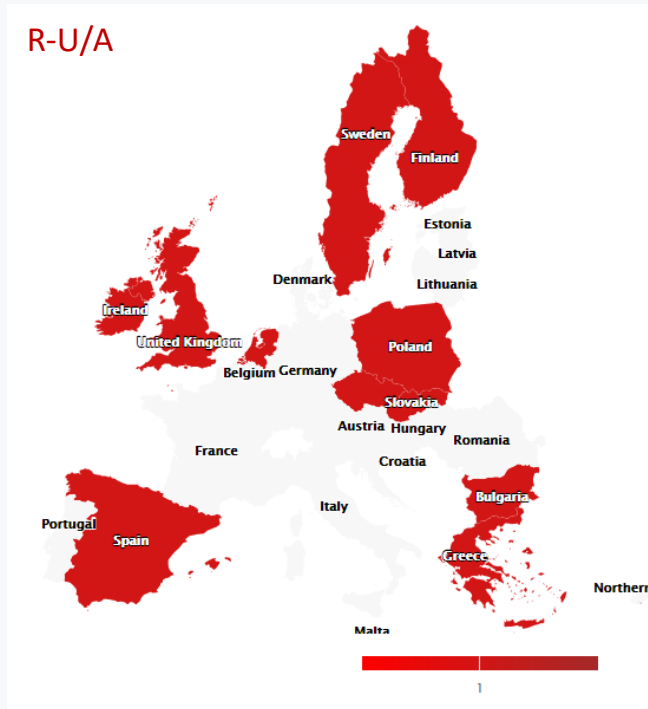 R-U/A
Sweden
Finland
Estonia
Latvia
Denmark
Lithuania
Ireland
United Kingdom
Poland
Belgium
Germany
Slovakia
Austria
Hungary
Romania
France
Croatia
Bulgaria
Italy
Portugal
Spain
Greece
Northern
Malta
1